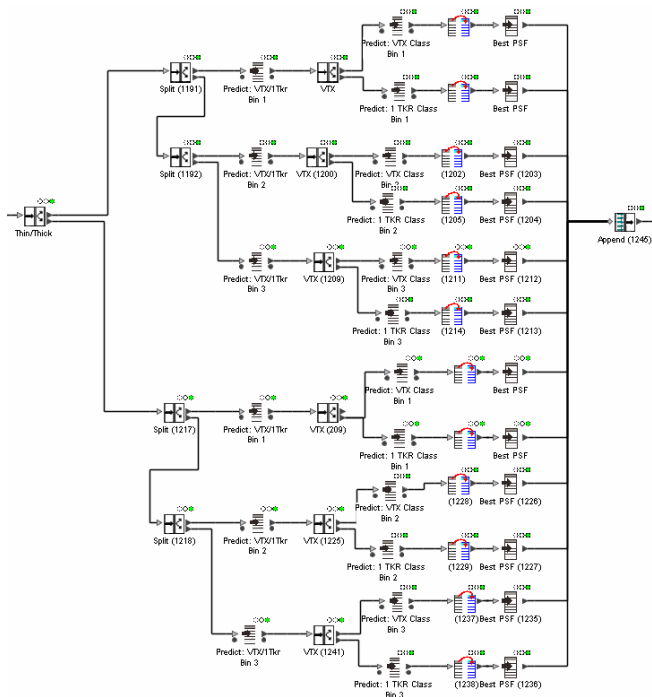 Predict: VTX Class
Bin 1
Best PSF
Split (1191)
Predict: VTX/1Tkr
Bin 1
VTX
Predict: 1 TKR Class
Bin 1
Best PSF
Split (1192)
Predict: VTX/1Tkr
Bin 2
VTX (1200)
Predict: VTX Class
(1202)
Best PSF (1203)
Predict: 1 TKR Class
Bin 2
(1205)
Best PSF (1204)
Thin/Thick
Append (1245)
Predict: VTX/1Tkr
Bin 3
VTX (1209)
Predict: VTX Class
Bin 3
(1211)
Best PSF (1212)
Predict: 1 TKR Class
Bin 3
(1214)
Best PSF (1213)
Predict: VTX Class
Bin 1
Best PSF
Split (1217)
Predict: VTX/1Tkr
Bin 1
VTX (209)
Predict: 1 TKR Class
Bin 1
Best PSF
Predict: VTX Class
Bin 2
(1228)
Best PSF (1226)
Split (1218)
Predict: VTX/1Tkr
Bin 2
VTX (1225)
Predict: 1 TKR Class
Bin 2
(1229)
Best PSF (1227)
Predict: VTX Class
Bin 3
(1237)
Best PSF (1235)
Predict: VTX/1Tkr
Bin 3
VTX (1241)
Predict: 1 TKR Class
Bin 3
(1238)
Best PSF (1236)